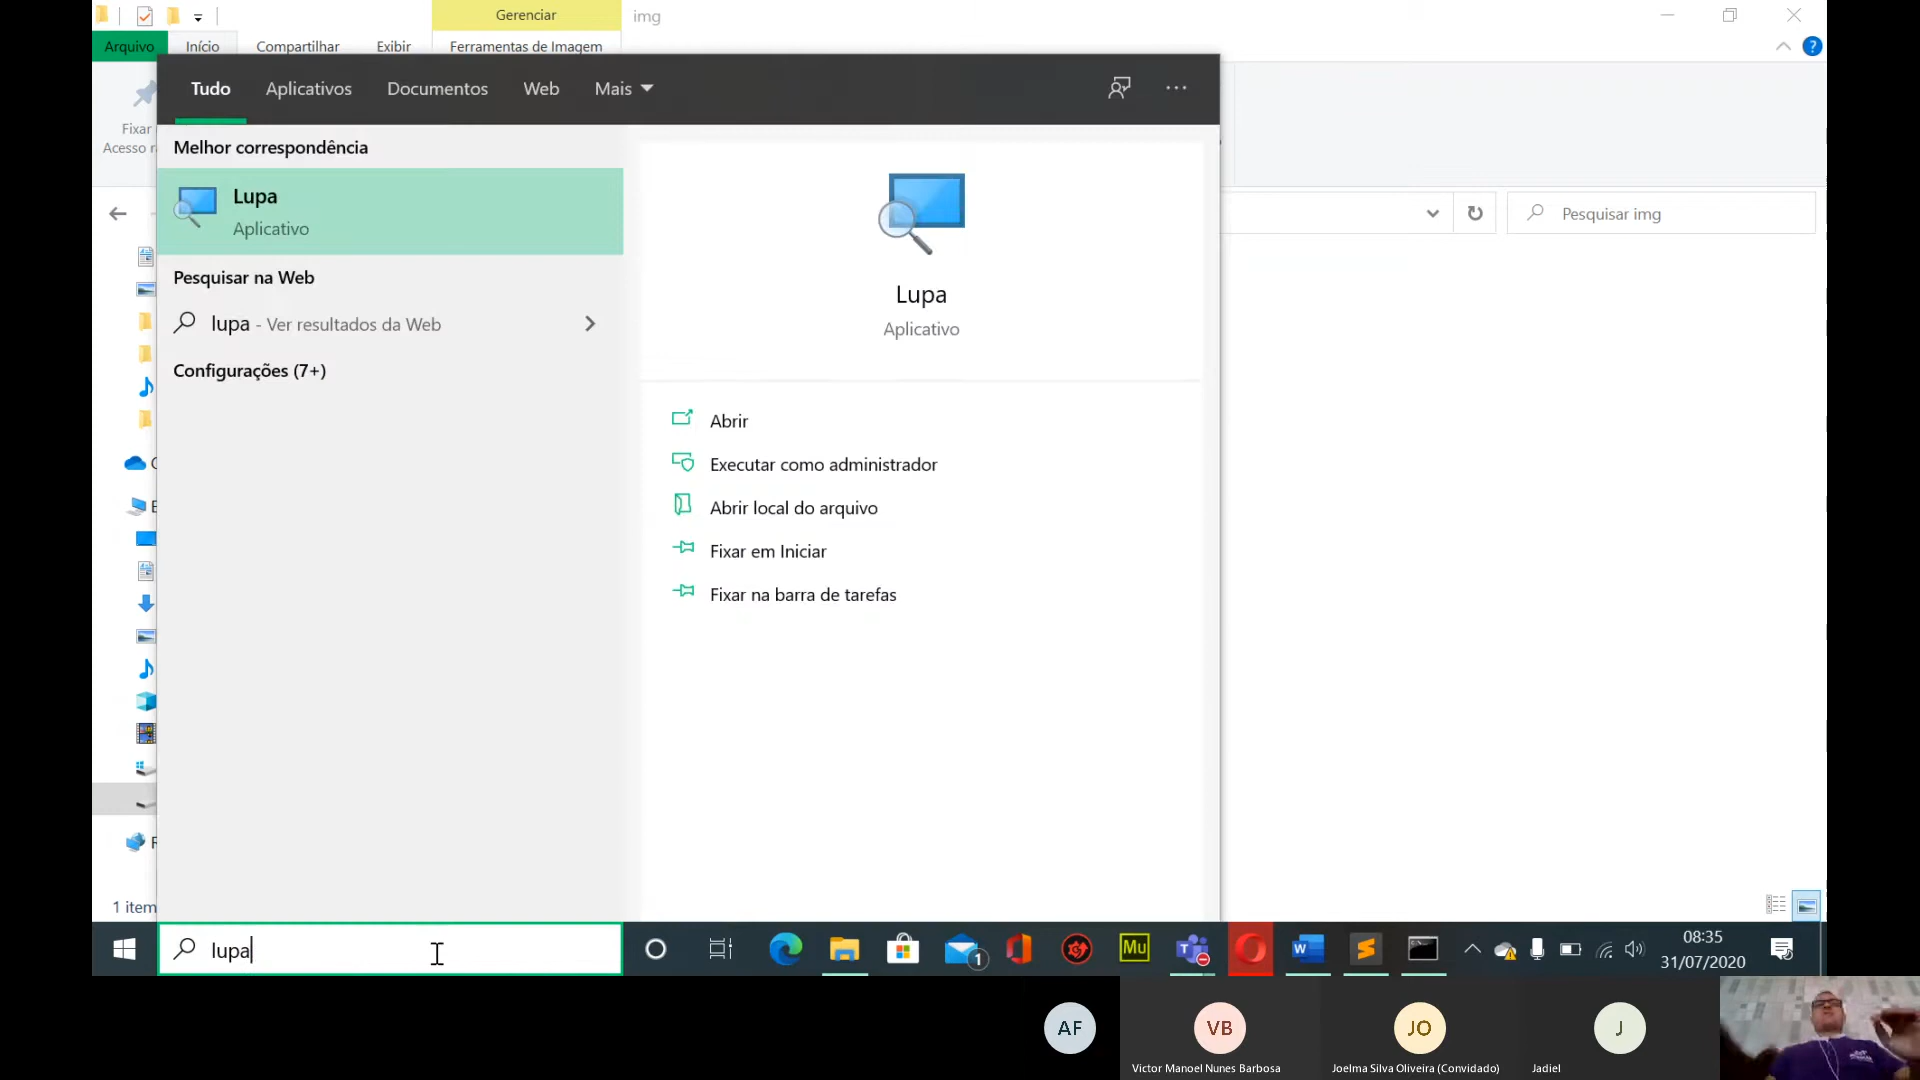 Gerenciar
img
Arquivo
Início
Compartilhar
Exibir
Ferramentas de Imagem
?
Fixar
Acesso r
Tudo
Aplicativos
Documentos
Web
Mais
Melhor correspondência
Lupa
Aplicativo
Pesquisar na Web
lupa - Ver resultados da Web
Configurações (7+)
Lupa
Aplicativo
Abrir
Executar como administrador
Abrir local do arquivo
Fixar em Iniciar
Fixar na barra de tarefas
Pesquisar img
1 item
lupa
1
Mu
T
W
08:35
31/07/2020
AF
VB
JO
J
Victor Manoel Nunes Barbosa
Joelma Silva Oliveira (Convidado)
Jadiel